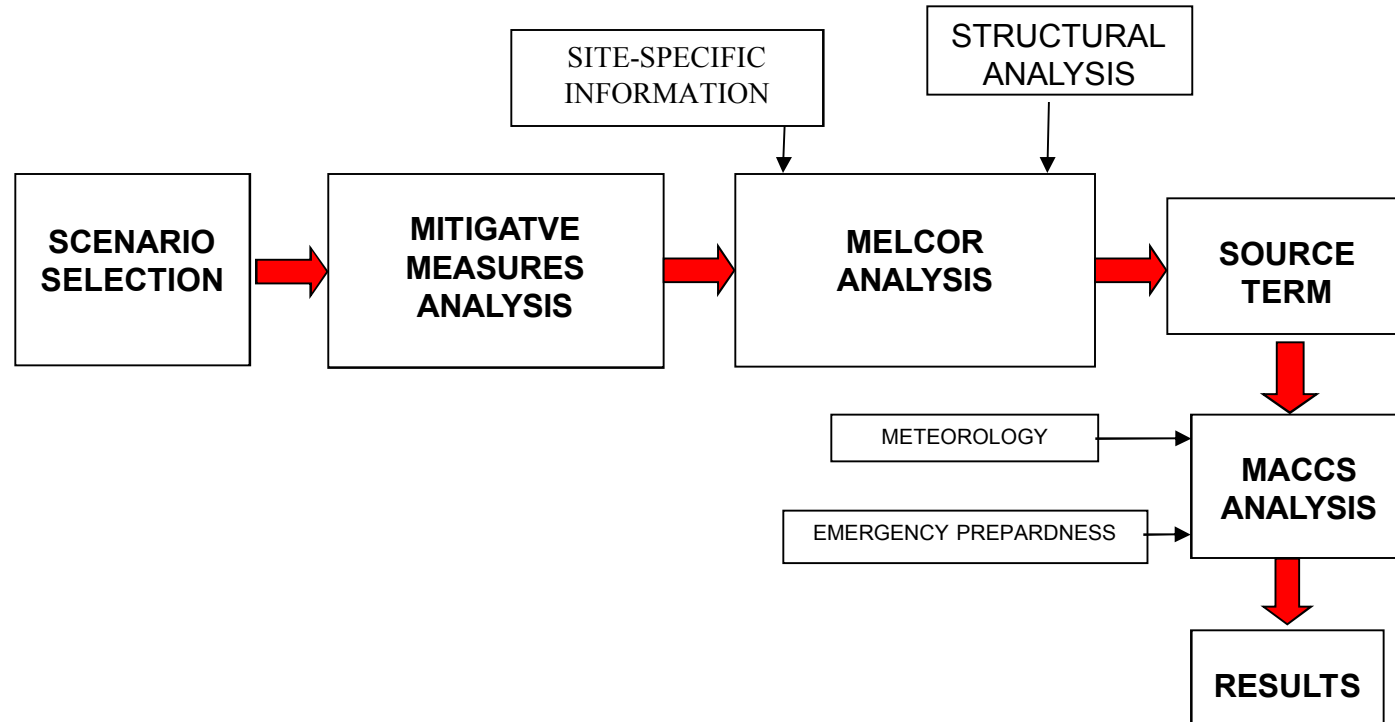 SITE-SPECIFIC
INFORMATION
STRUCTURAL
ANALYSIS
SCENARIO
SELECTION
MITIGATVE
MEASURES
ANALYSIS
MELCOR
ANALYSIS
SOURCE
TERM
METEOROLOGY
EMERGENCY PREPARDNESS
MACCS
ANALYSIS
RESULTS